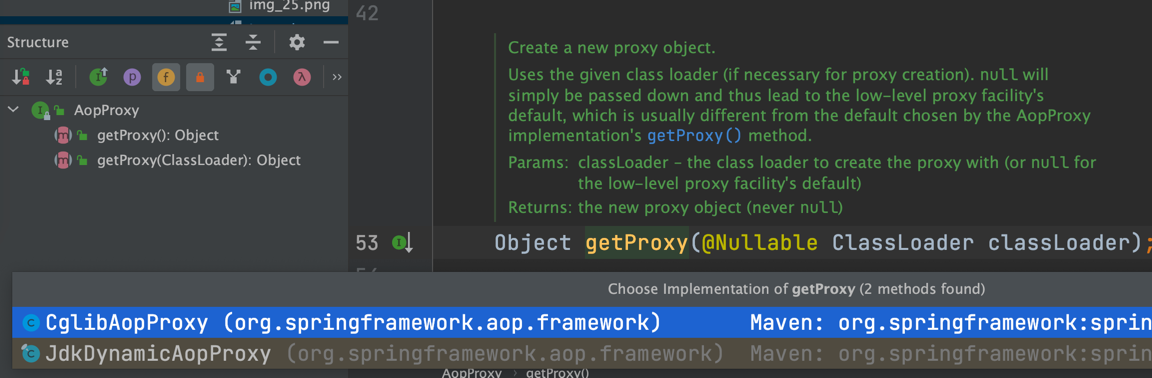 img_25.png
Structure
AopProxy
getProxy(): Object
getProxy(ClassLoader): Object
42
Create a new proxy object.
Uses the given class loader (if necessary for proxy creation). null will
simply be passed down and thus lead to the low-level proxy facility's
default, which is usually different from the default chosen by the AopProxy
implementation's getProxy() method.
Params: classLoader – the class loader to create the proxy with (or null for
the low-level proxy facility's default)
Returns: the new proxy object (never null)
53 Object getProxy(@Nullable ClassLoader classLoader);
Choose Implementation of getProxy (2 methods found)
CglibAopProxy (org.springframework.aop.framework) Maven: org.springframework:sprin
JdkDynamicAopProxy (org.springframework.aop.framework) Maven: org.springframework:sprin
AopProxy › getProxy()